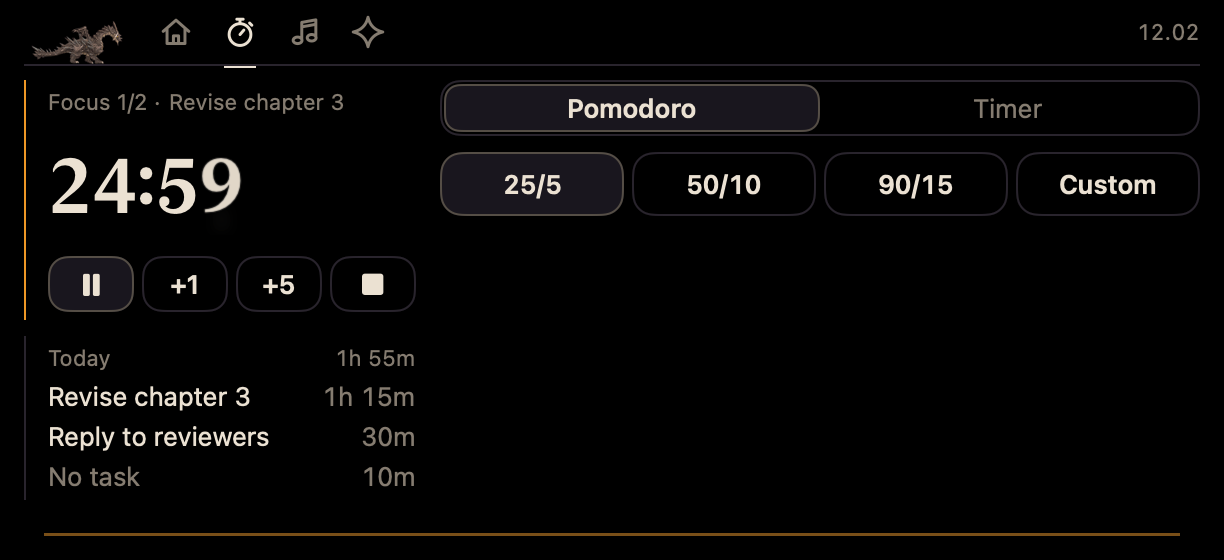 12.02
Focus 1/2 · Revise chapter 3
24:59
+1 +5
Today 1h 55m
Revise chapter 3 1h 15m
Reply to reviewers 30m
No task 10m
Pomodoro Timer
25/5 50/10 90/15 Custom